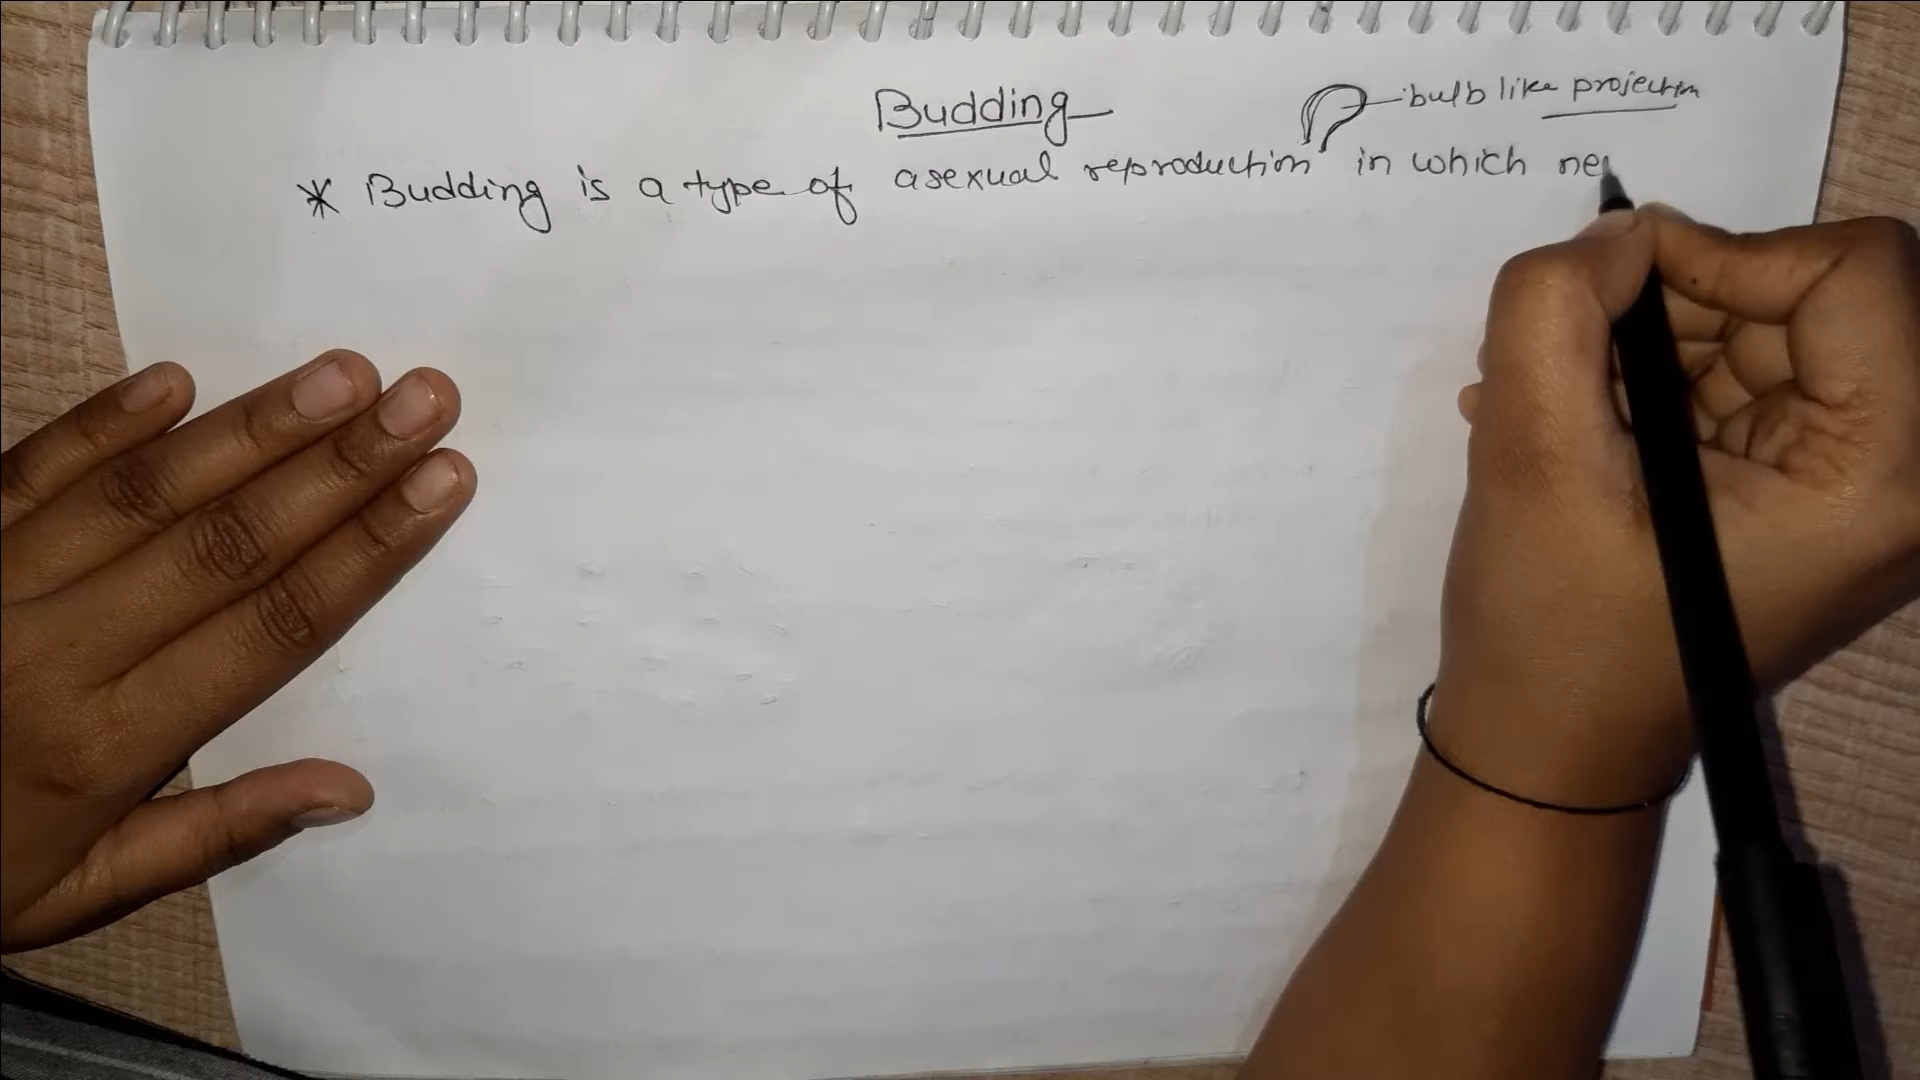 Budding
bulb like projection
* Budding is a type of asexual reproduction in which ne